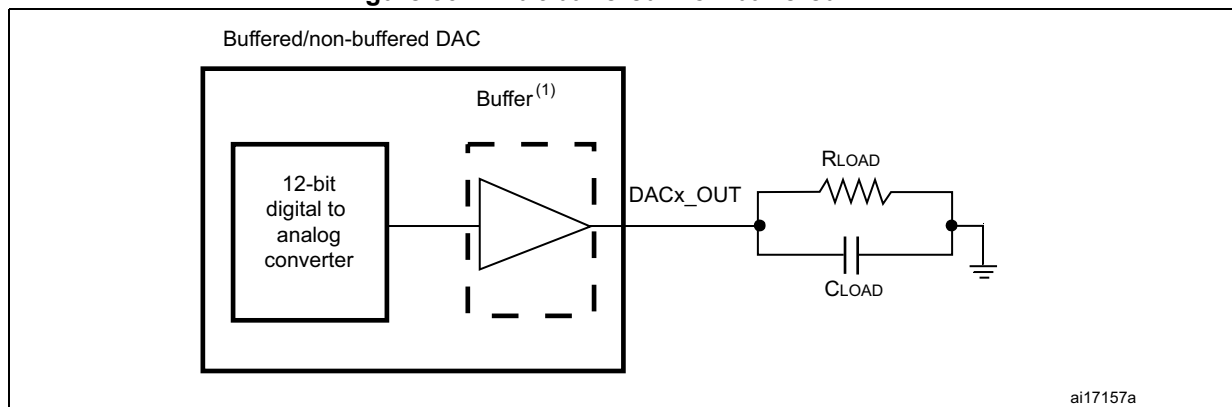 Buffered/non-buffered DAC
Buffer(1)
12-bit
digital to
analog
converter
DACx_OUT
RLOAD
CLOAD
ai17157a